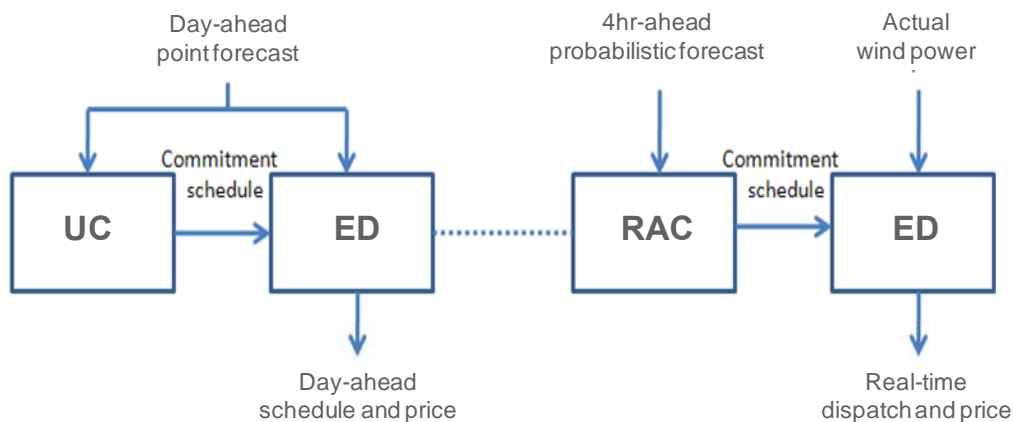 Day-ahead
point forecast
4hr-ahead
probabilistic forecast
Actual
wind power
Commitment
schedule
Commitment
schedule
UC
ED
RAC
ED
Day-ahead
schedule and price
Real-time
dispatch and price